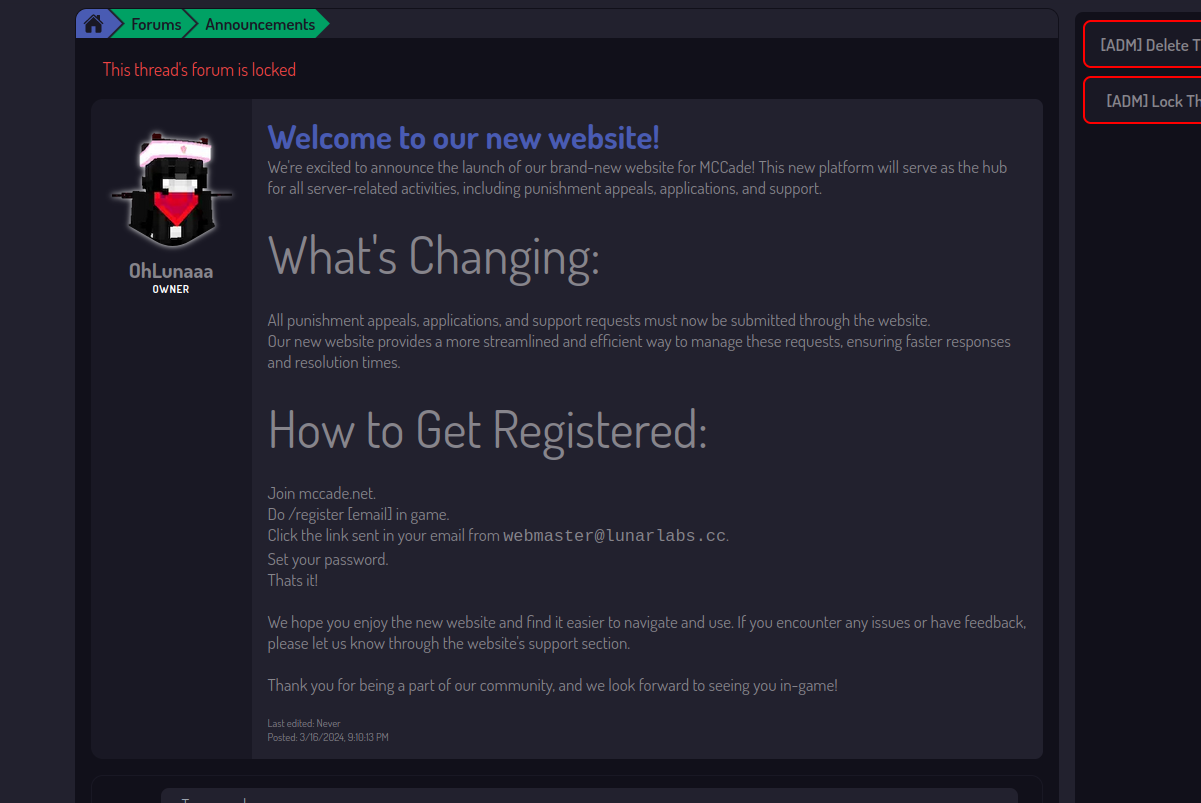 Forums Announcements
[ADM] Delete T
This thread's forum is locked
[ADM] Lock Th
Welcome to our new website!
We're excited to announce the launch of our brand-new website for MCCade! This new platform will serve as the hub
for all server-related activities, including punishment appeals, applications, and support.
OhLunaaa
OWNER
What's Changing:
All punishment appeals, applications, and support requests must now be submitted through the website.
Our new website provides a more streamlined and efficient way to manage these requests, ensuring faster responses
and resolution times.
How to Get Registered:
Join mccade.net.
Do /register [email] in game.
Click the link sent in your email from webmaster@lunarlabs.cc.
Set your password.
Thats it!
We hope you enjoy the new website and find it easier to navigate and use. If you encounter any issues or have feedback,
please let us know through the website's support section.
Thank you for being a part of our community, and we look forward to seeing you in-game!
Last edited: Never
Posted: 3/16/2024, 9:10:13 PM